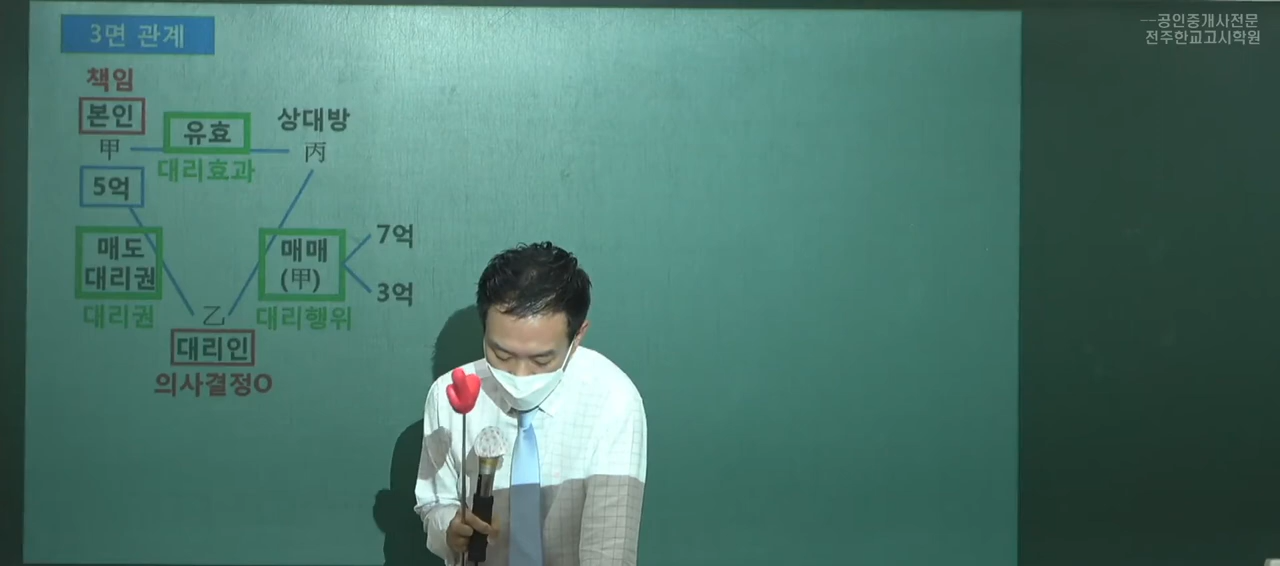 3면 관계
--공인중개사전문
전주한교고시학원
책임
본인
유효
상대방
甲
丙
대리효과
5억
매도
대리권
매매
(甲)
7억
3억
대리권
乙
대리행위
대리인
의사결정O